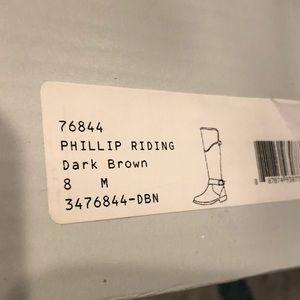 76844
PHILLIP RIDING
Dark Brown
8 M
3476844-DBN